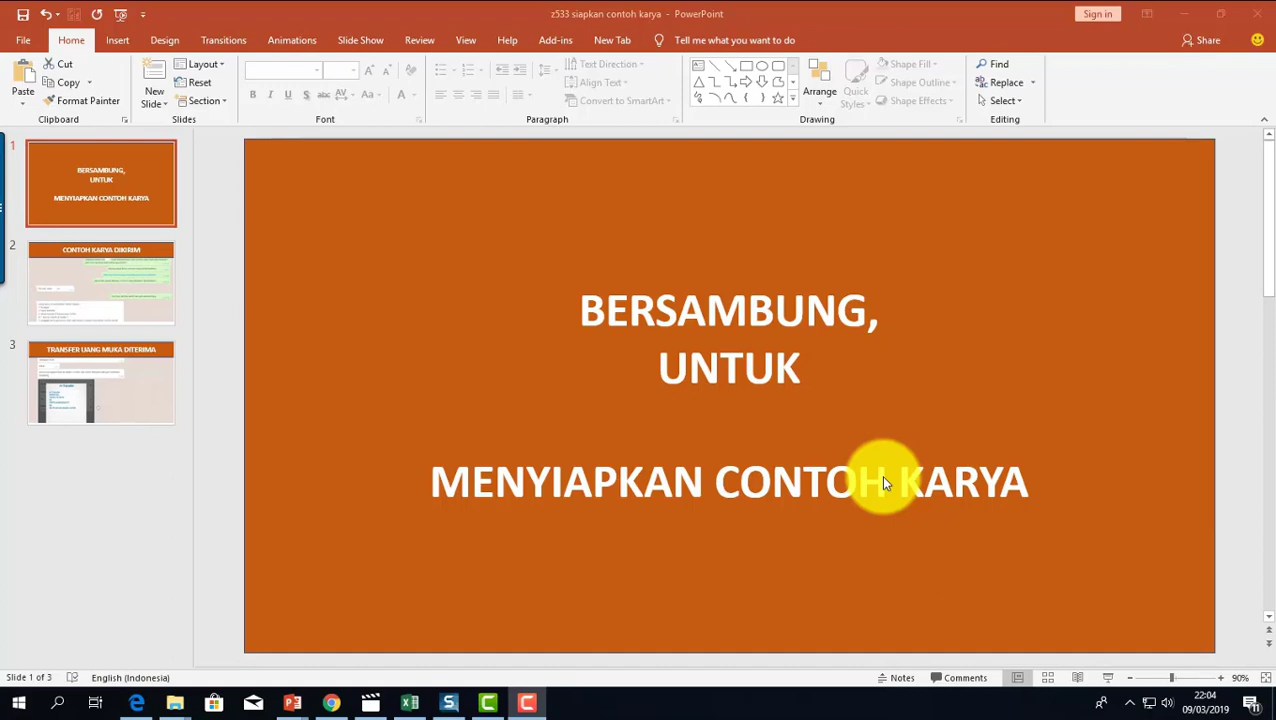 z533 siapkan contoh karya - PowerPoint
Sign in
File Home Insert Design Transitions Animations Slide Show Review View Help Add-ins New Tab Tell me what you want to do Share
Paste
Cut
Copy
Format Painter
Clipboard
New Slide
Layout
Reset
Section
Slides
Font
Text Direction
Align Text
Convert to SmartArt
Paragraph
Arrange
Quick Styles
Shape Fill
Shape Outline
Shape Effects
Drawing
Find
Replace
Select
Editing
1
BERSAMBUNG,
UNTUK
MENYIAPKAN CONTOH KARYA
2
CONTOH KARYA DIKIRIM
3
TRANSFER UANG MUKA DITERIMA
BERSAMBUNG,
UNTUK
MENYIAPKAN CONTOH KARYA
Slide 1 of 3 English (Indonesia) Notes Comments 90%
22:04
09/03/2019